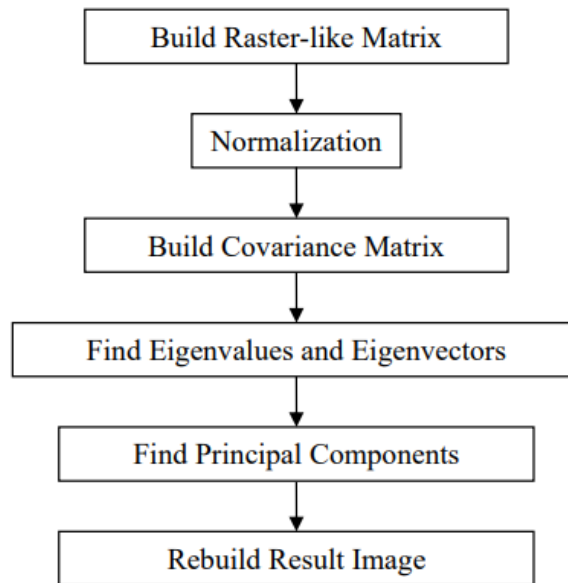 Build Raster-like Matrix
Normalization
Build Covariance Matrix
Find Eigenvalues and Eigenvectors
Find Principal Components
Rebuild Result Image